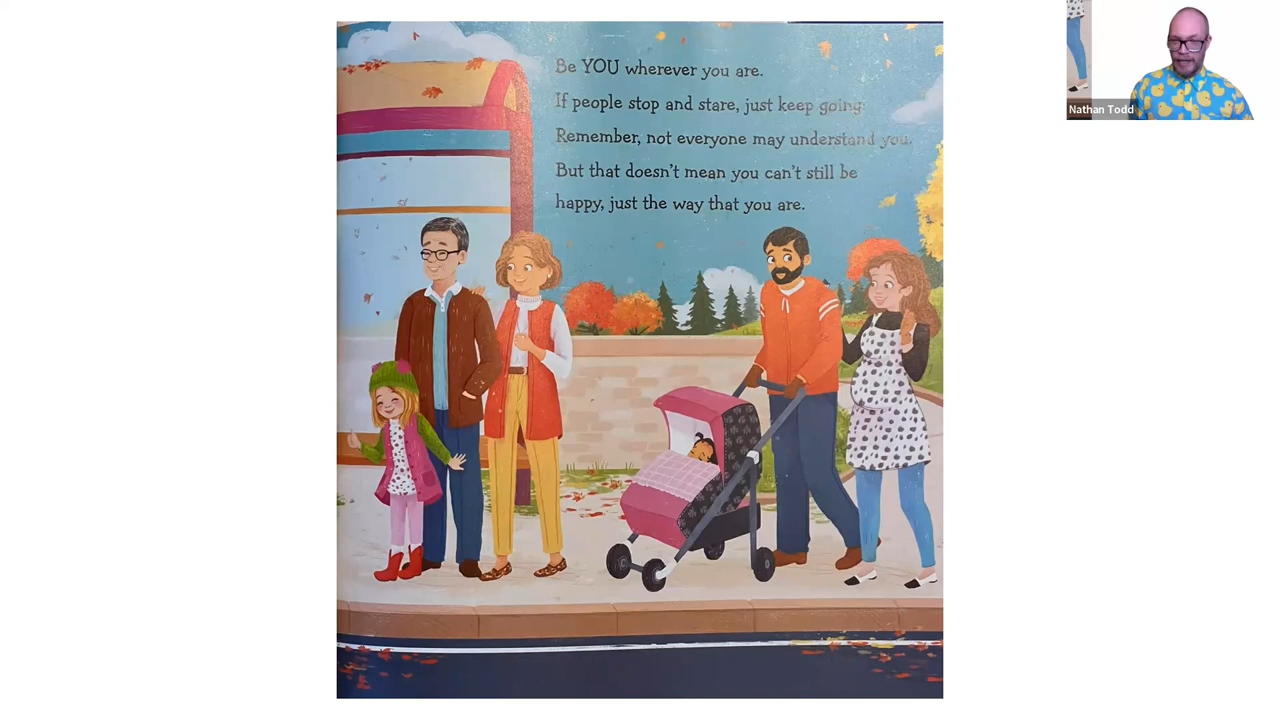 Be YOU wherever you are.
If people stop and stare, just keep going.
Remember, not everyone may understand you.
But that doesn't mean you can't still be
happy, just the way that you are.
Nathan Todd